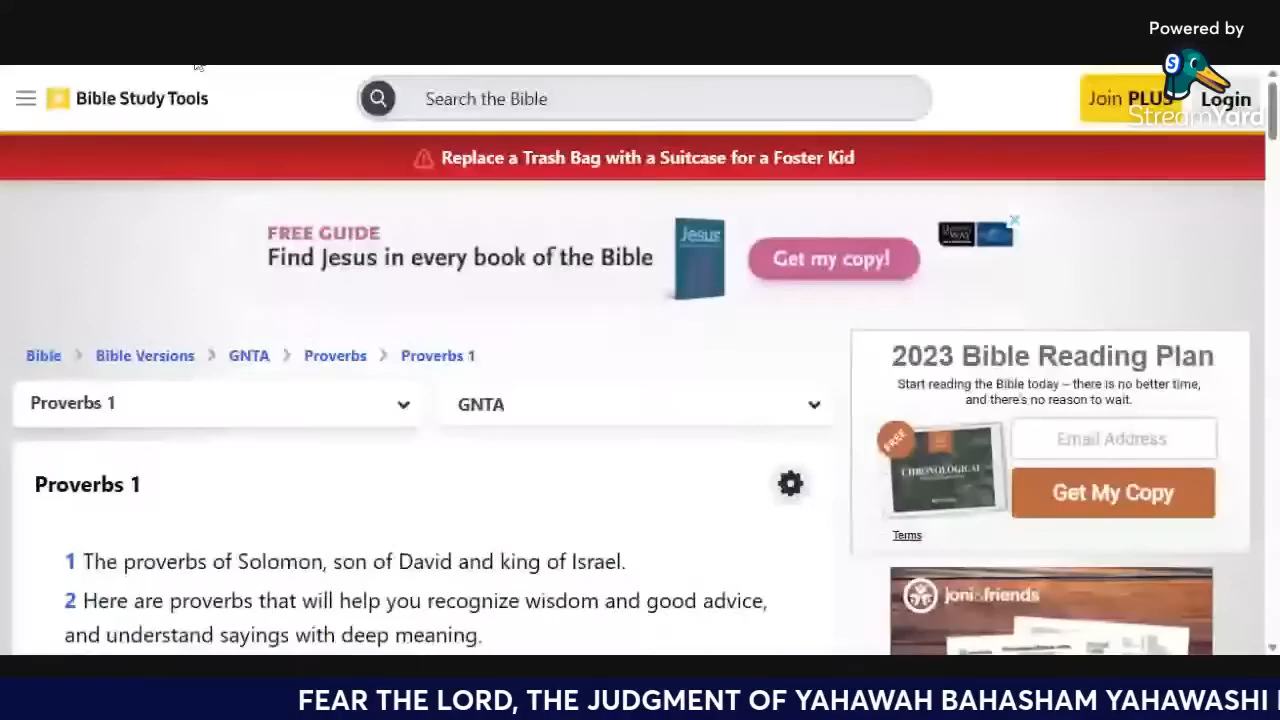 Powered by
Bible Study Tools
Search the Bible
Join PLUS
Login
StreamYard
Replace a Trash Bag with a Suitcase for a Foster Kid
FREE GUIDE
Find Jesus in every book of the Bible
Jesus
Get my copy!
Bible > Bible Versions > GNTA > Proverbs > Proverbs 1
Proverbs 1
GNTA
2023 Bible Reading Plan
Start reading the Bible today – there is no better time,
and there's no reason to wait.
FREE
CHRONOLOGICAL
Email Address
Get My Copy
Terms
Proverbs 1
1 The proverbs of Solomon, son of David and king of Israel.
2 Here are proverbs that will help you recognize wisdom and good advice,
and understand sayings with deep meaning.
joni&friends
FEAR THE LORD, THE JUDGMENT OF YAHAWAH BAHASHAM YAHAWASHI